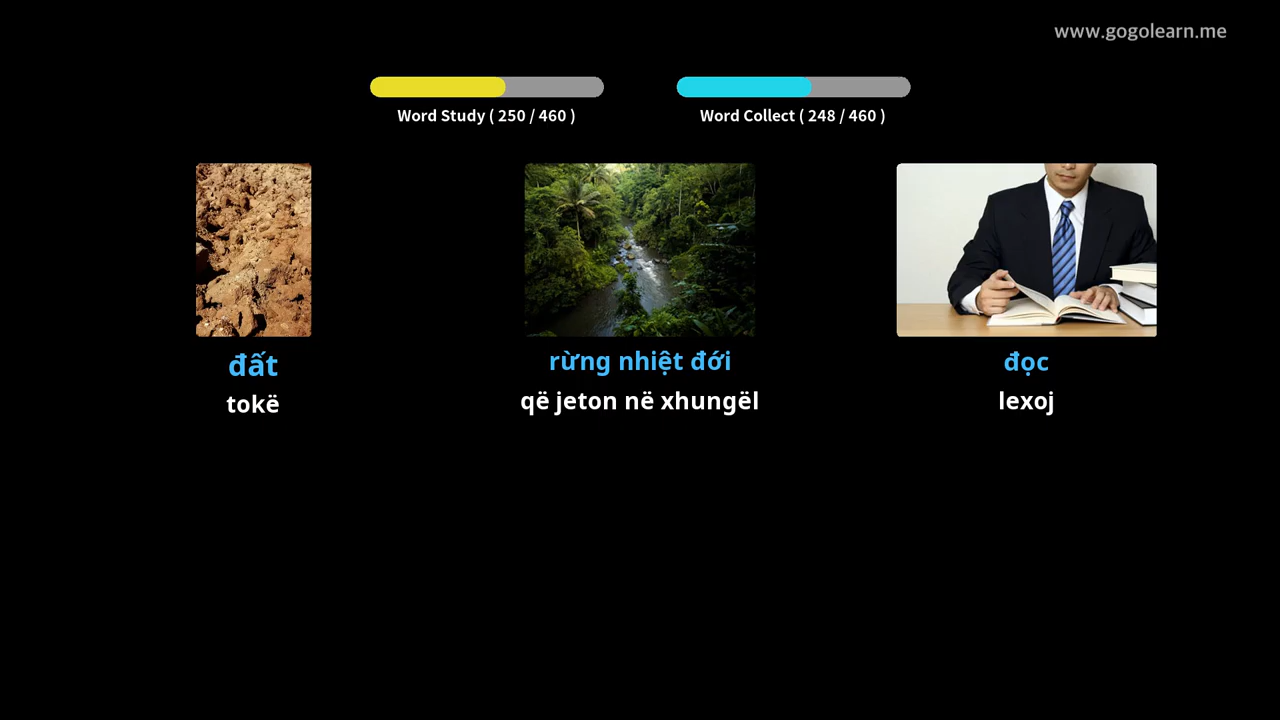 www.gogolearn.me
Word Study ( 250 / 460 )
Word Collect ( 248 / 460 )
đất
tokë
rừng nhiệt đới
që jeton në xhungël
đọc
lexoj